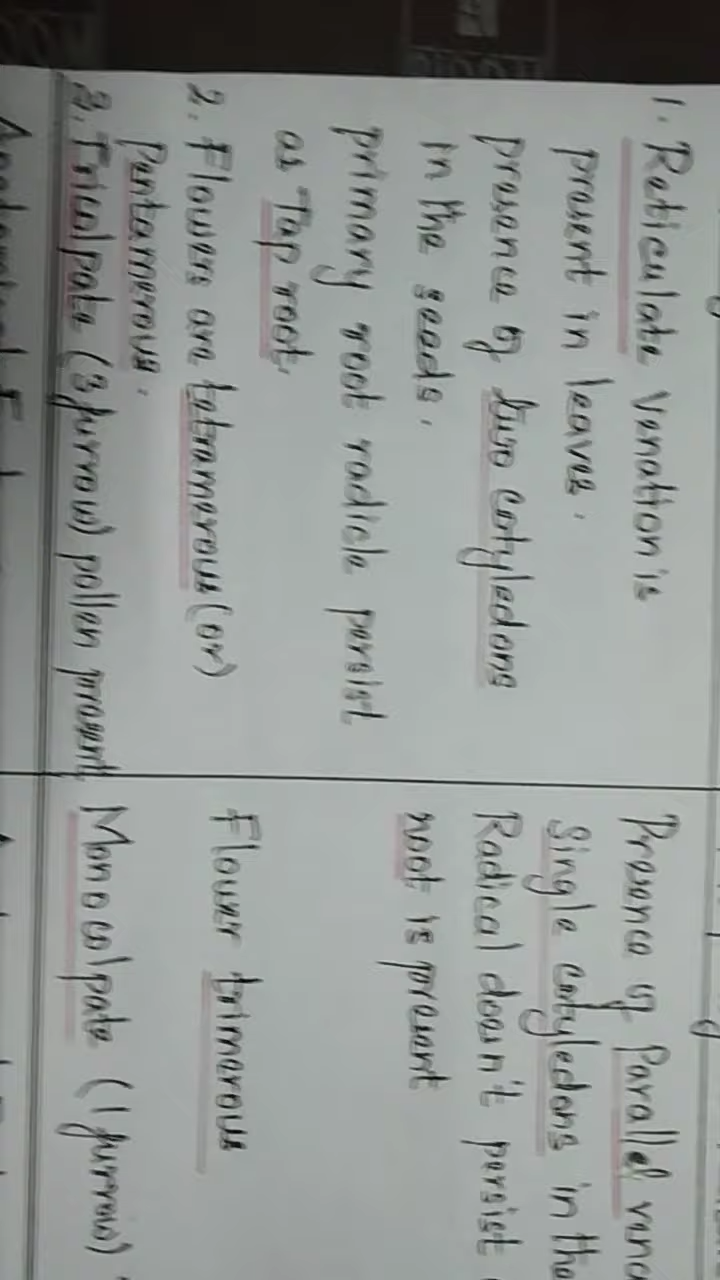 1. Reticulate Venation is
present in leaves.
presence of two cotyledons
in the seeds.
primary root radicle persist
as Tap root.
2. Flowers are tetramerous (or)
Pentamerous.
3. Tricolpate (3 furrow) pollen present
Presence of Parallel
Single cotyledons in the
Radical doesn't persist
root is present
Flower trimerous
Monocolpate (1 furrow)